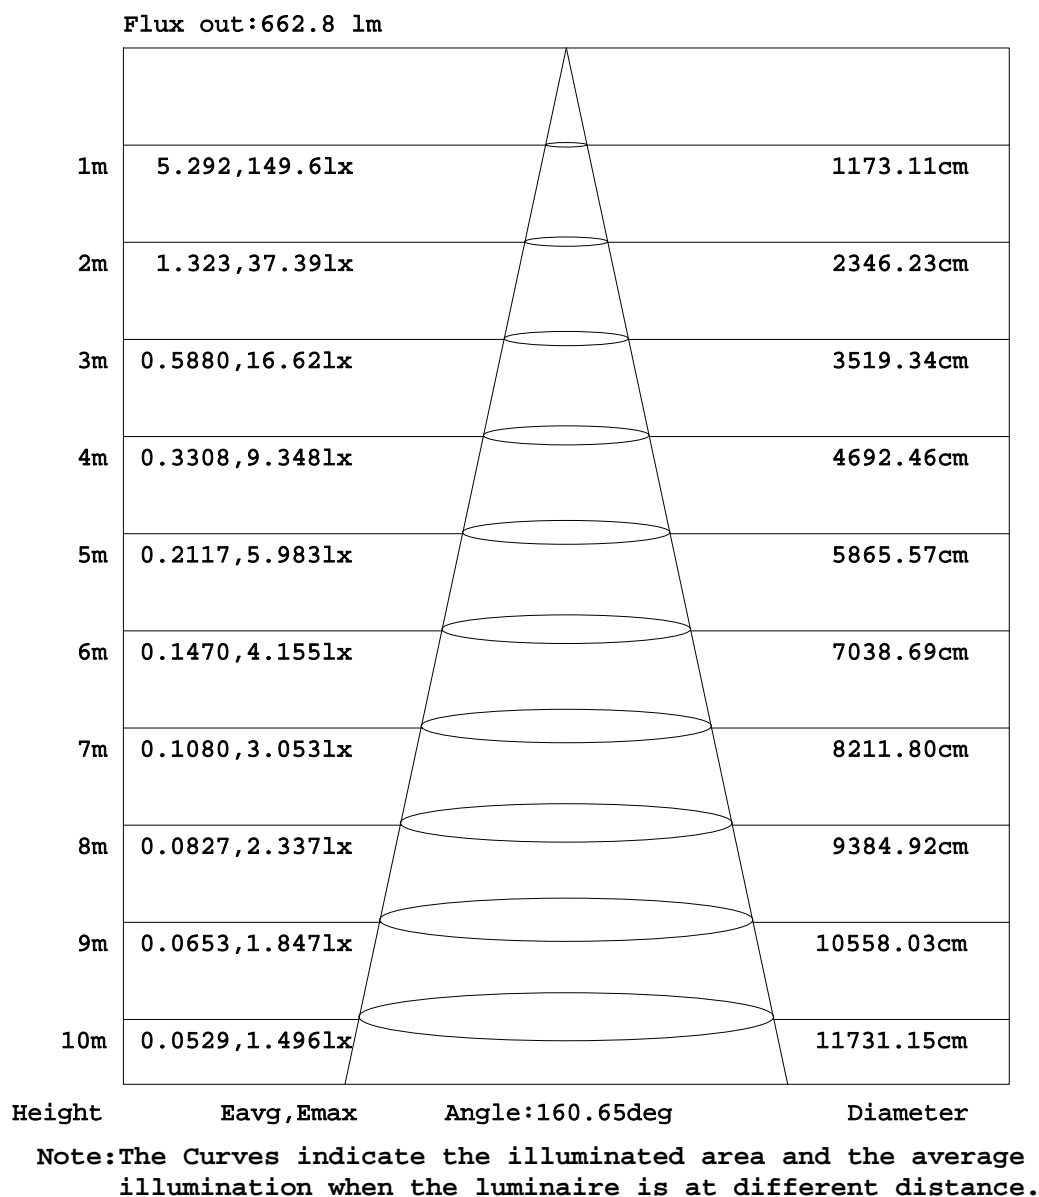 Flux out:662.8 lm
1m 5.292,149.6lx 1173.11cm
2m 1.323,37.39lx 2346.23cm
3m 0.5880,16.62lx 3519.34cm
4m 0.3308,9.348lx 4692.46cm
5m 0.2117,5.983lx 5865.57cm
6m 0.1470,4.155lx 7038.69cm
7m 0.1080,3.053lx 8211.80cm
8m 0.0827,2.337lx 9384.92cm
9m 0.0653,1.847lx 10558.03cm
10m 0.0529,1.496lx 11731.15cm
Height Eavg,Emax Angle:160.65deg Diameter
Note:The Curves indicate the illuminated area and the average
illumination when the luminaire is at different distance.